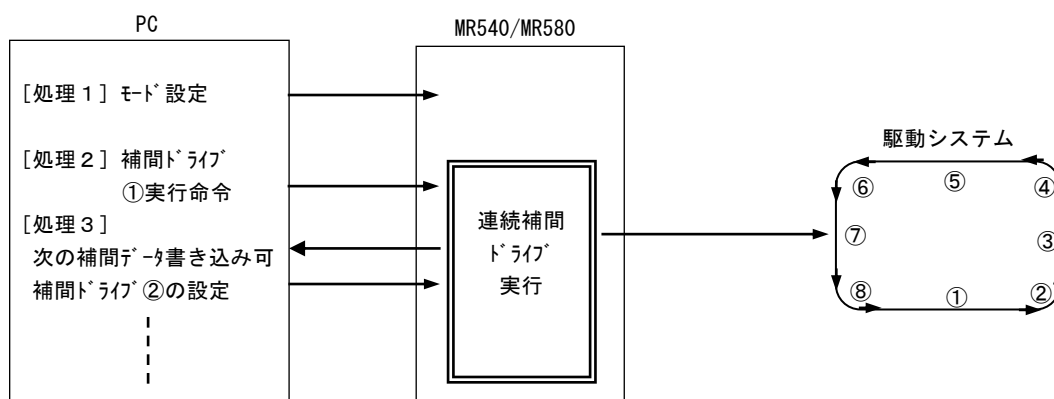 PC
MR540/MR580
[処理1] ﾓｰﾄﾞ設定
[処理2] 補間ﾄﾞﾗｲﾌﾞ
①実行命令
[処理3]
次の補間ﾃﾞｰﾀ書き込み可
補間ﾄﾞﾗｲﾌﾞ②の設定
連続補間
ﾄﾞﾗｲﾌﾞ
実行
駆動システム
⑥
⑤
④
⑦
③
⑧
①
②